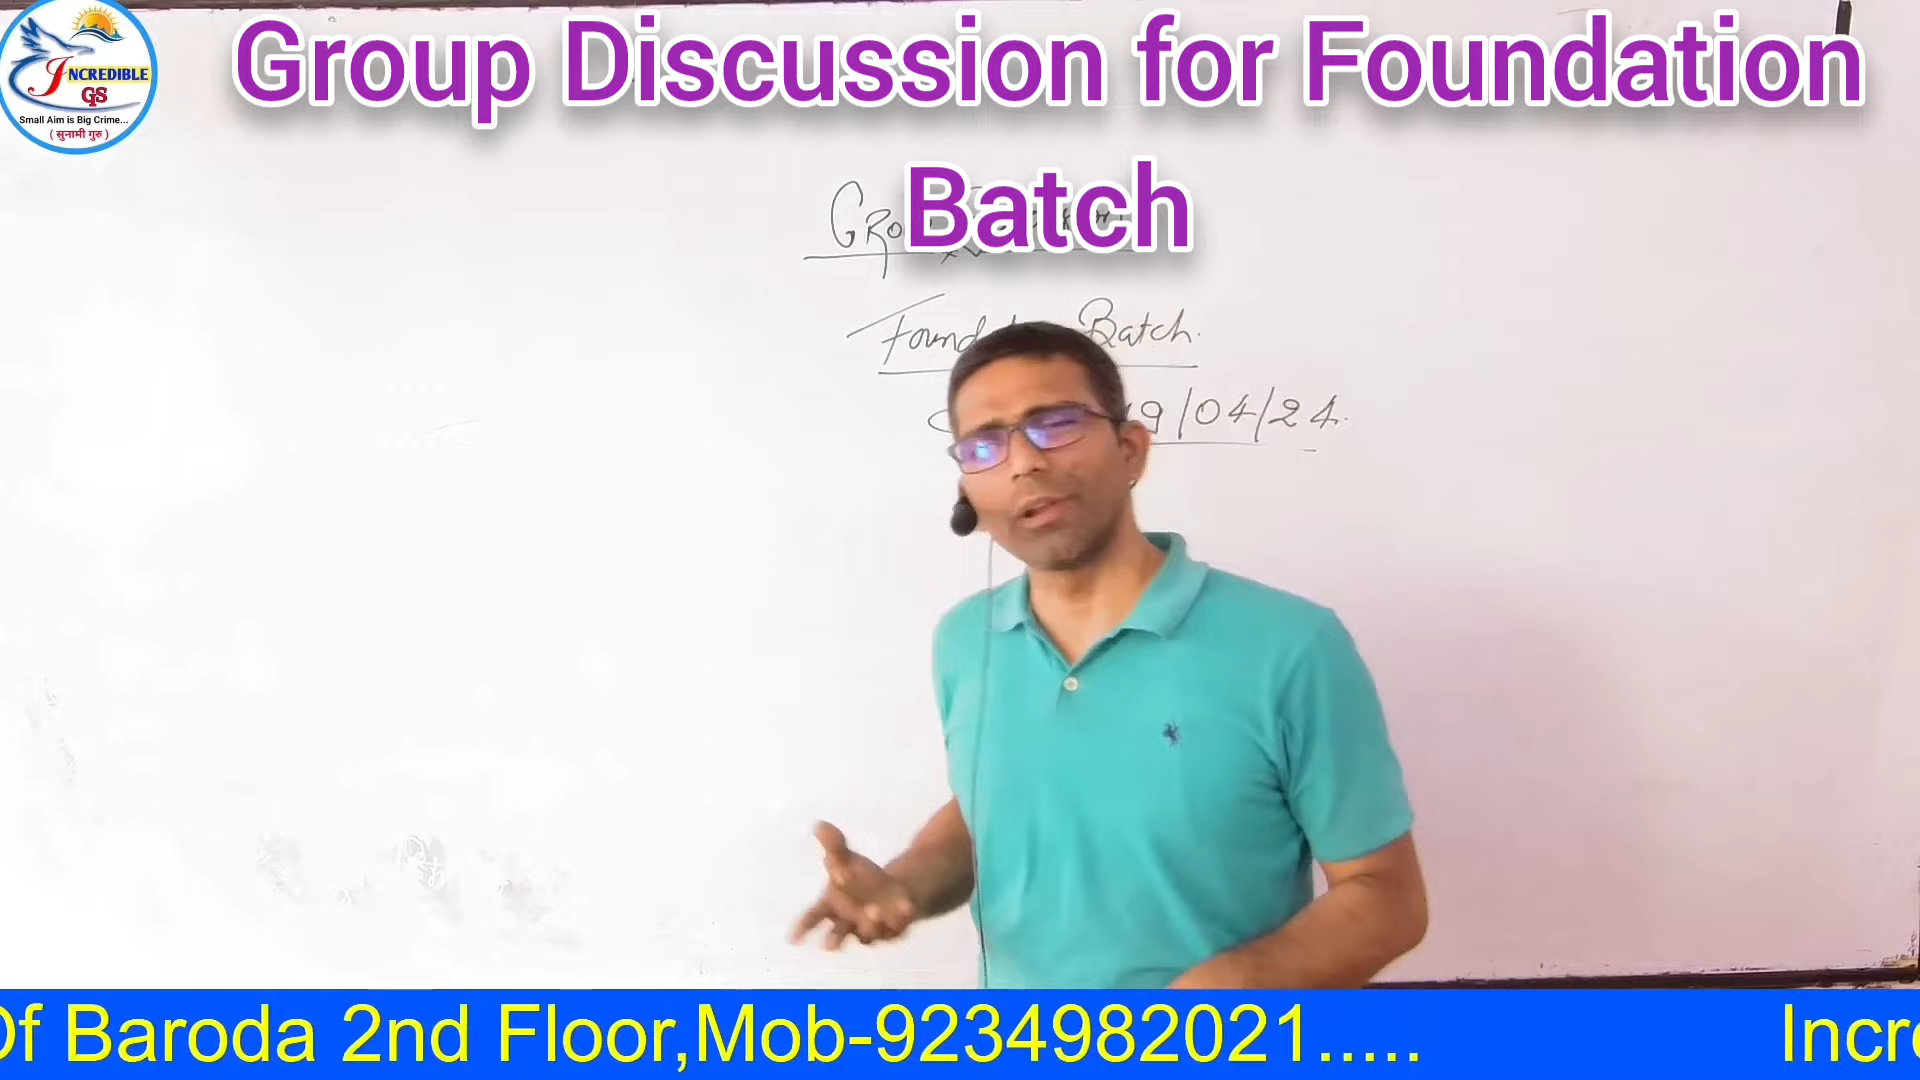 INCREDIBLE
GS
Small Aim is Big Crime...
( सुनामी गुरु )
Group Discussion for Foundation
Batch
Batch.
19/04/24.
Of Baroda 2nd Floor,Mob-9234982021.....
Incre